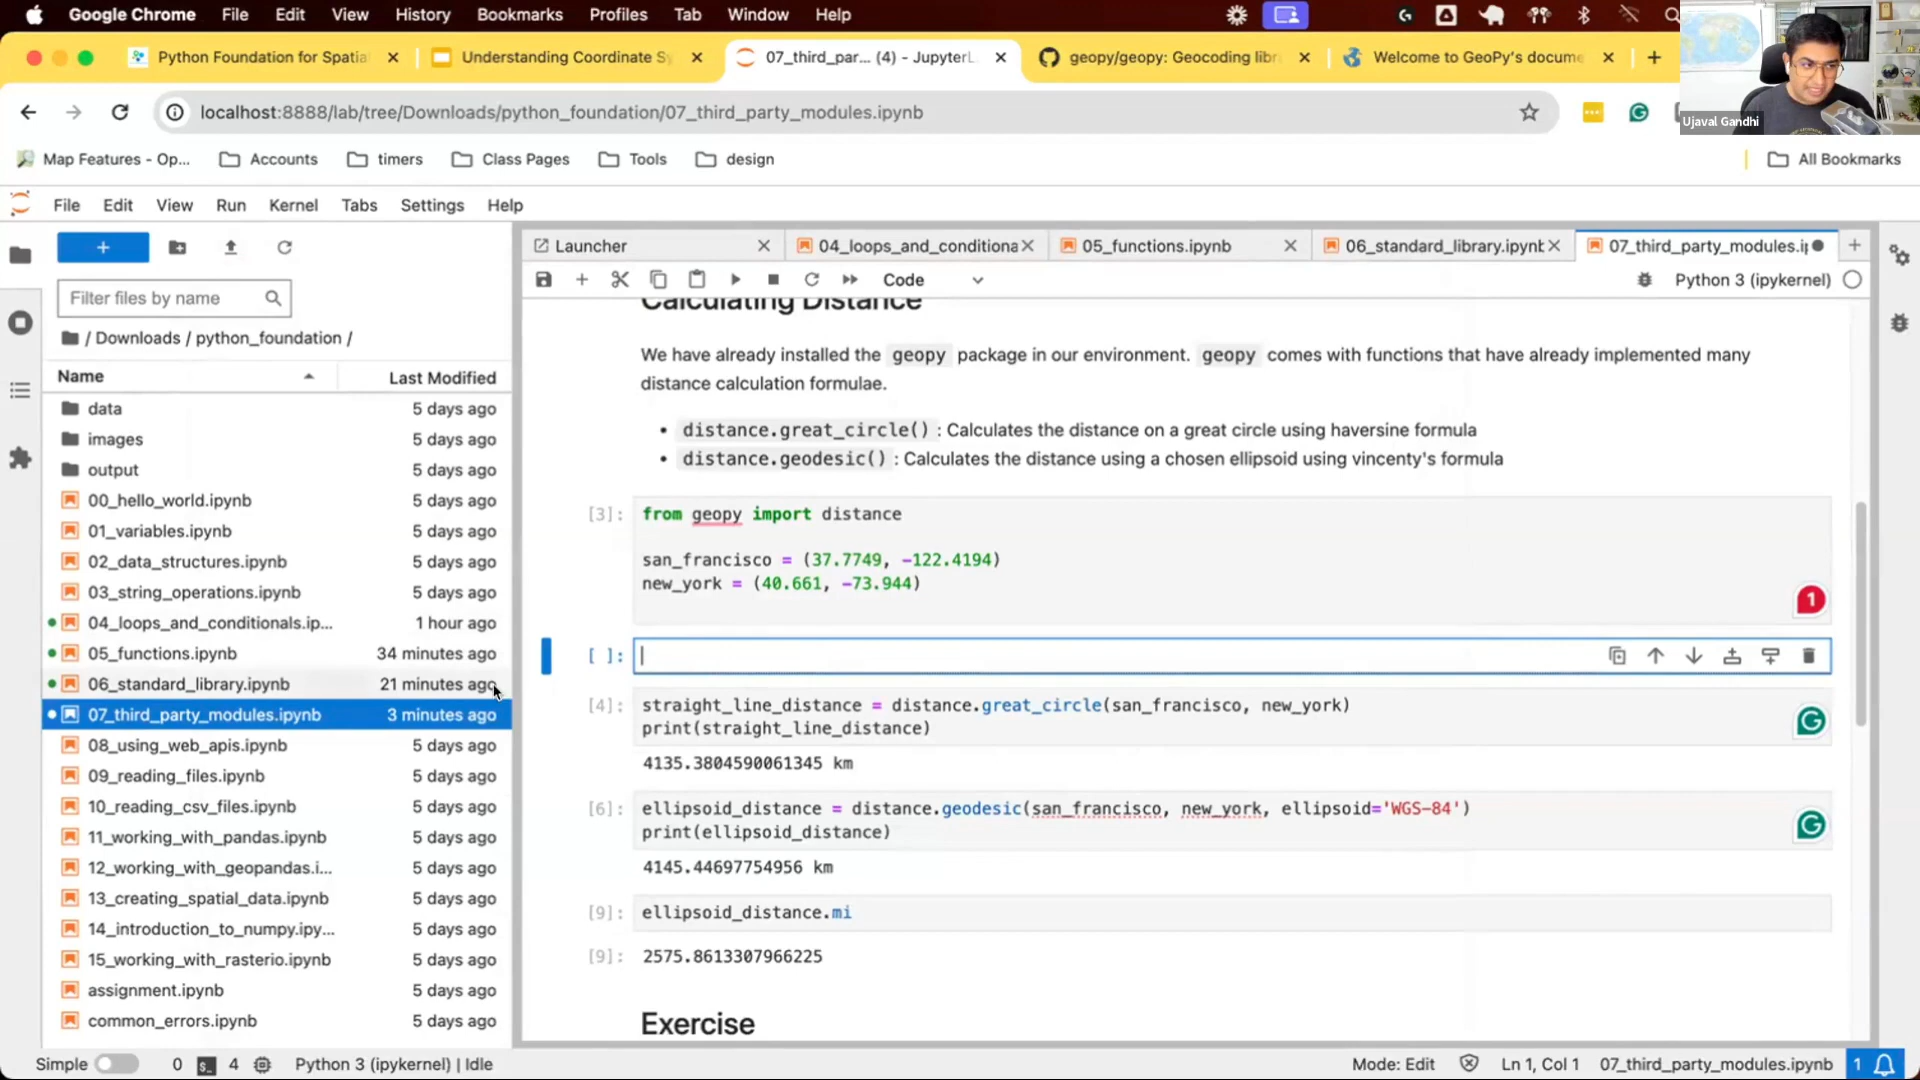 Google Chrome File Edit View History Bookmarks Profiles Tab Window Help
Python Foundation for Spatia
Understanding Coordinate Sy
07_third_par... (4) - JupyterL
geopy/geopy: Geocoding libr
Welcome to GeoPy's docume
localhost:8888/lab/tree/Downloads/python_foundation/07_third_party_modules.ipynb
Ujaval Gandhi
Map Features - Op... Accounts timers Class Pages Tools design All Bookmarks
File Edit View Run Kernel Tabs Settings Help
Launcher
04_loops_and_conditiona
05_functions.ipynb
06_standard_library.ipynb
07_third_party_modules.ip
Filter files by name
Code
Python 3 (ipykernel)
/ Downloads / python_foundation /
Name Last Modified
data 5 days ago
images 5 days ago
output 5 days ago
00_hello_world.ipynb 5 days ago
01_variables.ipynb 5 days ago
02_data_structures.ipynb 5 days ago
03_string_operations.ipynb 5 days ago
04_loops_and_conditionals.ip... 1 hour ago
05_functions.ipynb 34 minutes ago
06_standard_library.ipynb 21 minutes ago
07_third_party_modules.ipynb 3 minutes ago
08_using_web_apis.ipynb 5 days ago
09_reading_files.ipynb 5 days ago
10_reading_csv_files.ipynb 5 days ago
11_working_with_pandas.ipynb 5 days ago
12_working_with_geopandas.i... 5 days ago
13_creating_spatial_data.ipynb 5 days ago
14_introduction_to_numpy.ipy... 5 days ago
15_working_with_rasterio.ipynb 5 days ago
assignment.ipynb 5 days ago
common_errors.ipynb 5 days ago
Calculating Distance
We have already installed the geopy package in our environment. geopy comes with functions that have already implemented many
distance calculation formulae.
• distance.great_circle() : Calculates the distance on a great circle using haversine formula
• distance.geodesic() : Calculates the distance using a chosen ellipsoid using vincenty's formula
[3]: from geopy import distance
san_francisco = (37.7749, -122.4194)
new_york = (40.661, -73.944)
1
[ ]:
[4]: straight_line_distance = distance.great_circle(san_francisco, new_york)
print(straight_line_distance)
4135.3804590061345 km
[6]: ellipsoid_distance = distance.geodesic(san_francisco, new_york, ellipsoid='WGS-84')
print(ellipsoid_distance)
4145.44697754956 km
[9]: ellipsoid_distance.mi
[9]: 2575.8613307966225
Exercise
Simple 0 4 Python 3 (ipykernel) | Idle Mode: Edit Ln 1, Col 1 07_third_party_modules.ipynb 1